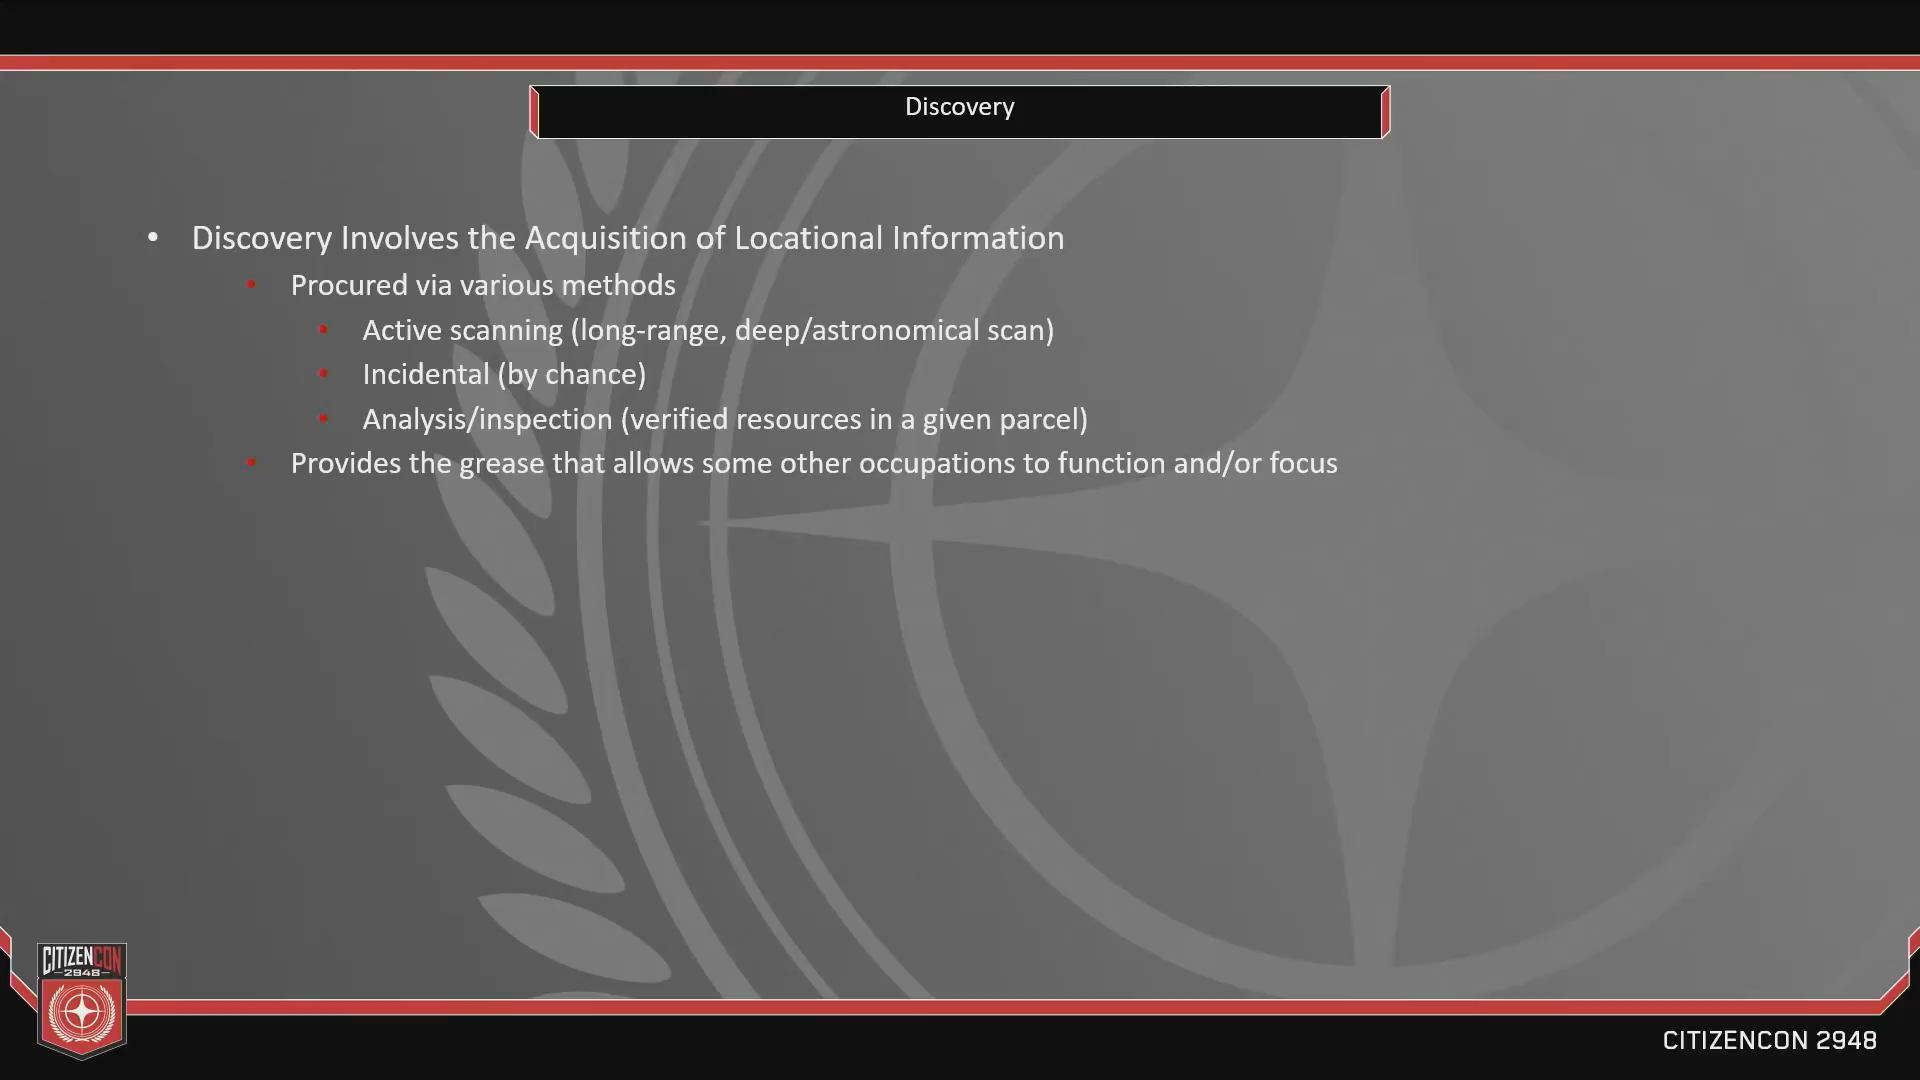 Discovery
• Discovery Involves the Acquisition of Locational Information
• Procured via various methods
• Active scanning (long-range, deep/astronomical scan)
• Incidental (by chance)
• Analysis/inspection (verified resources in a given parcel)
• Provides the grease that allows some other occupations to function and/or focus
CITIZENCON
2948
CITIZENCON 2948